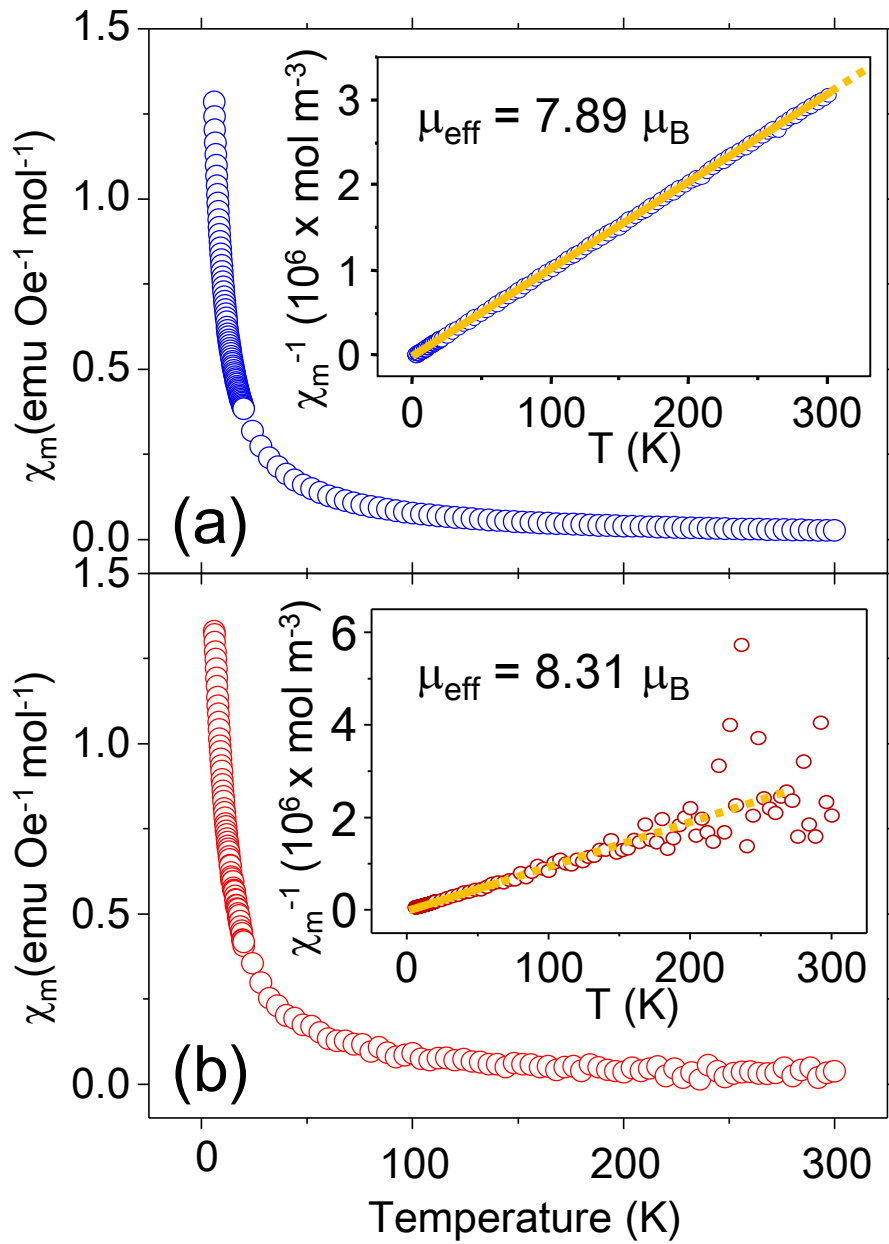 1.5
1.0
0.5
0.0
χₘ(emu Oe⁻¹ mol⁻¹)
3
2
1
0
χₘ⁻¹ (10⁶ x mol m⁻³)
μeff = 7.89 μB
0 100 200 300
T (K)
(a)
1.5
1.0
0.5
0.0
χₘ(emu Oe⁻¹ mol⁻¹)
6
4
2
0
χₘ⁻¹ (10⁶ x mol m⁻³)
μeff = 8.31 μB
0 100 200 300
T (K)
(b)
0 100 200 300
Temperature (K)